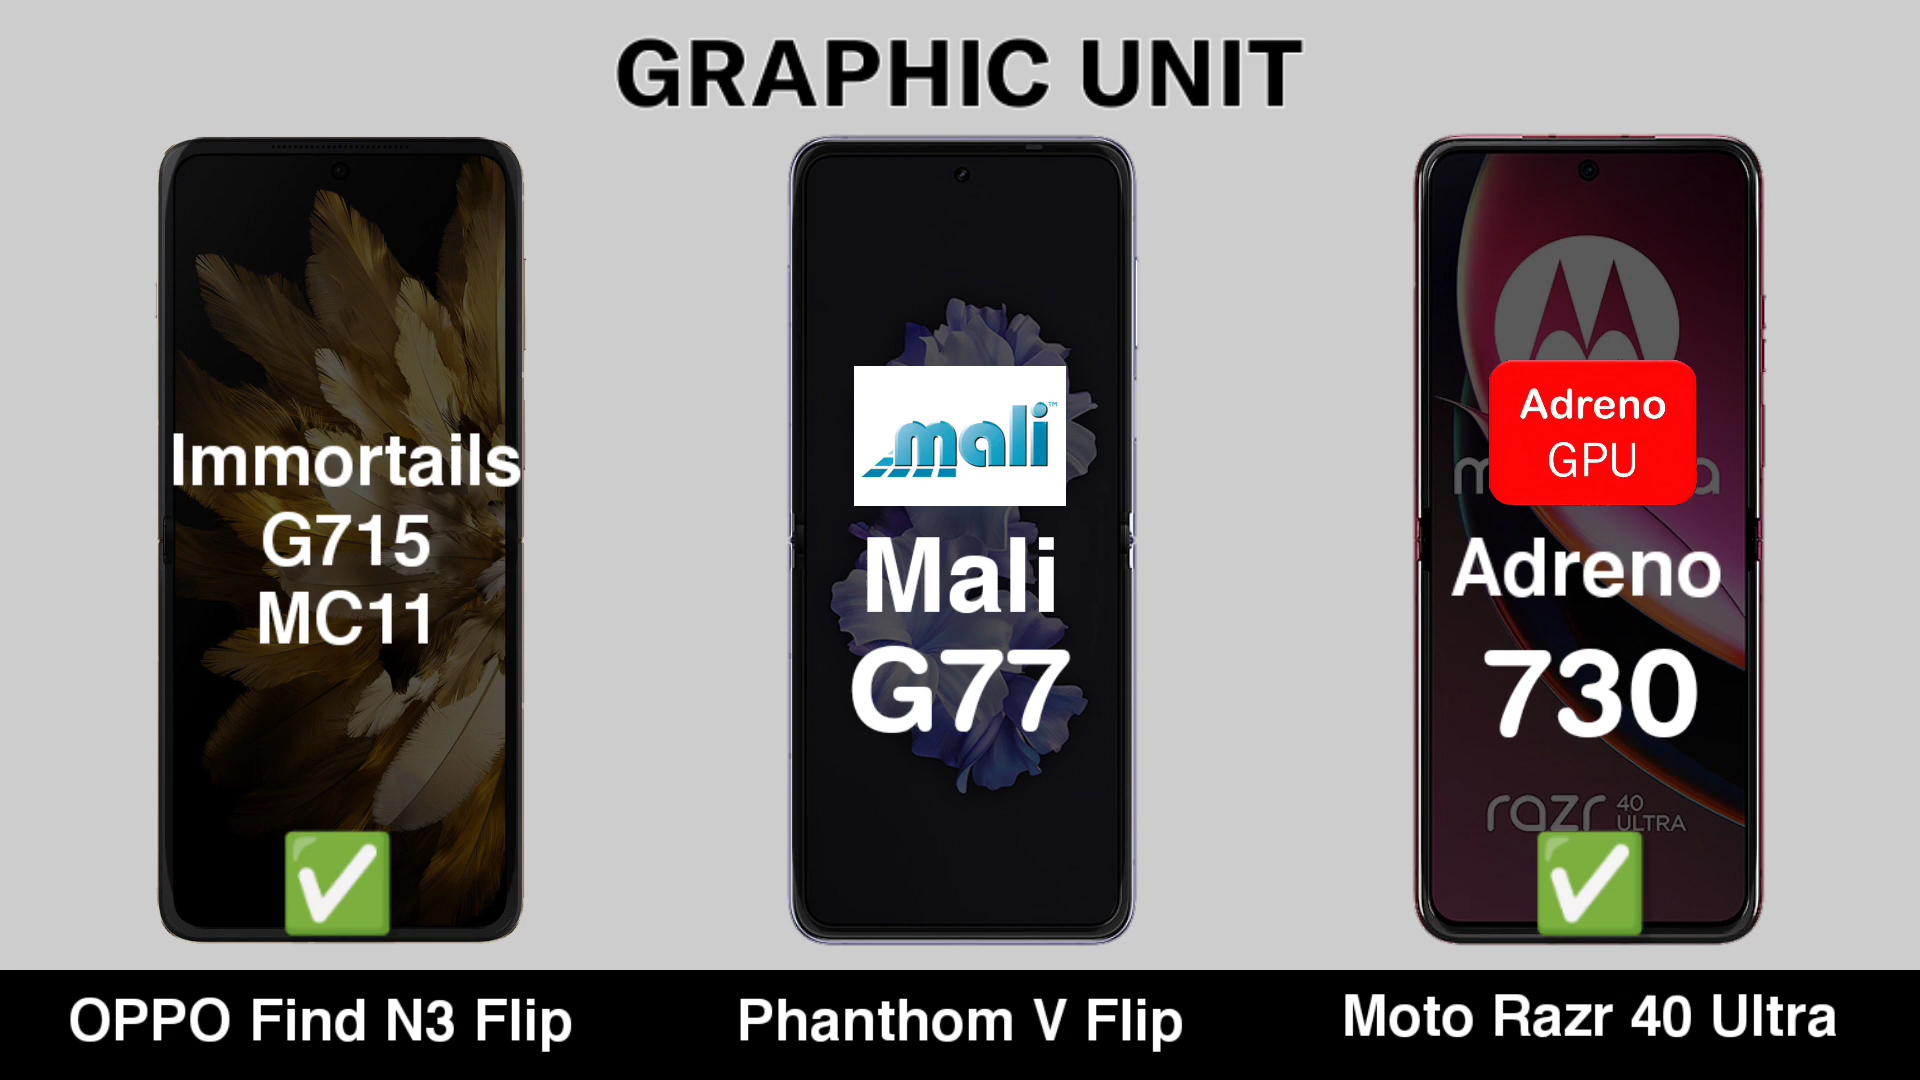 GRAPHIC UNIT
Immortails
G715
MC11
mali™
Mali
G77
Adreno
GPU
Adreno
730
razr 40
ULTRA
OPPO Find N3 Flip
Phanthom V Flip
Moto Razr 40 Ultra